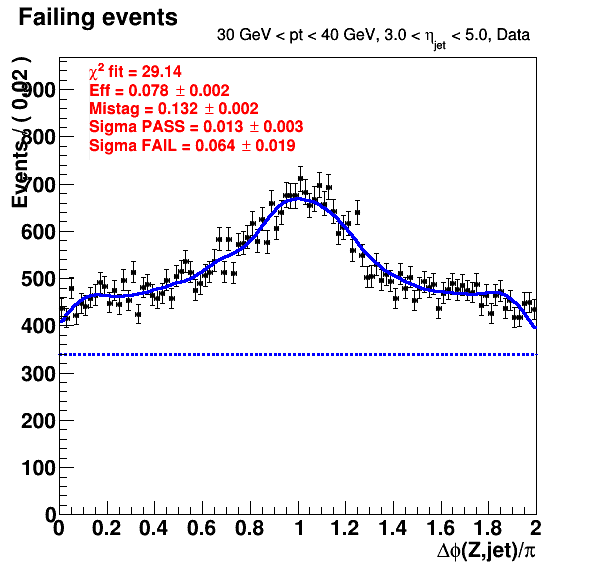 Failing events
30 GeV < pt < 40 GeV, 3.0 < η_jet < 5.0, Data
χ² fit = 29.14
Eff = 0.078 ± 0.002
Mistag = 0.132 ± 0.002
Sigma PASS = 0.013 ± 0.003
Sigma FAIL = 0.064 ± 0.019
Events / ( 0.02 )
900
800
700
600
500
400
300
200
100
0
0 0.2 0.4 0.6 0.8 1 1.2 1.4 1.6 1.8 2
Δϕ(Z,jet)/π